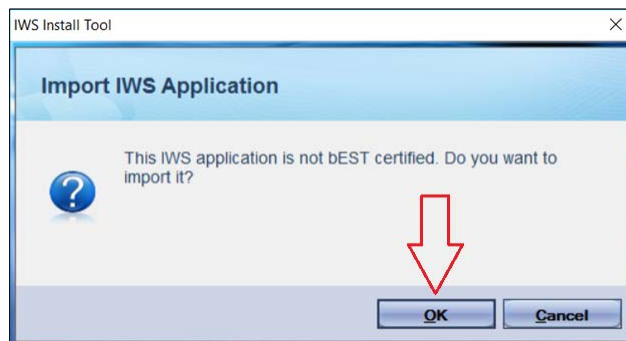 IWS Install Tool
Import IWS Application
This IWS application is not bEST certified. Do you want to
import it?
OK
Cancel